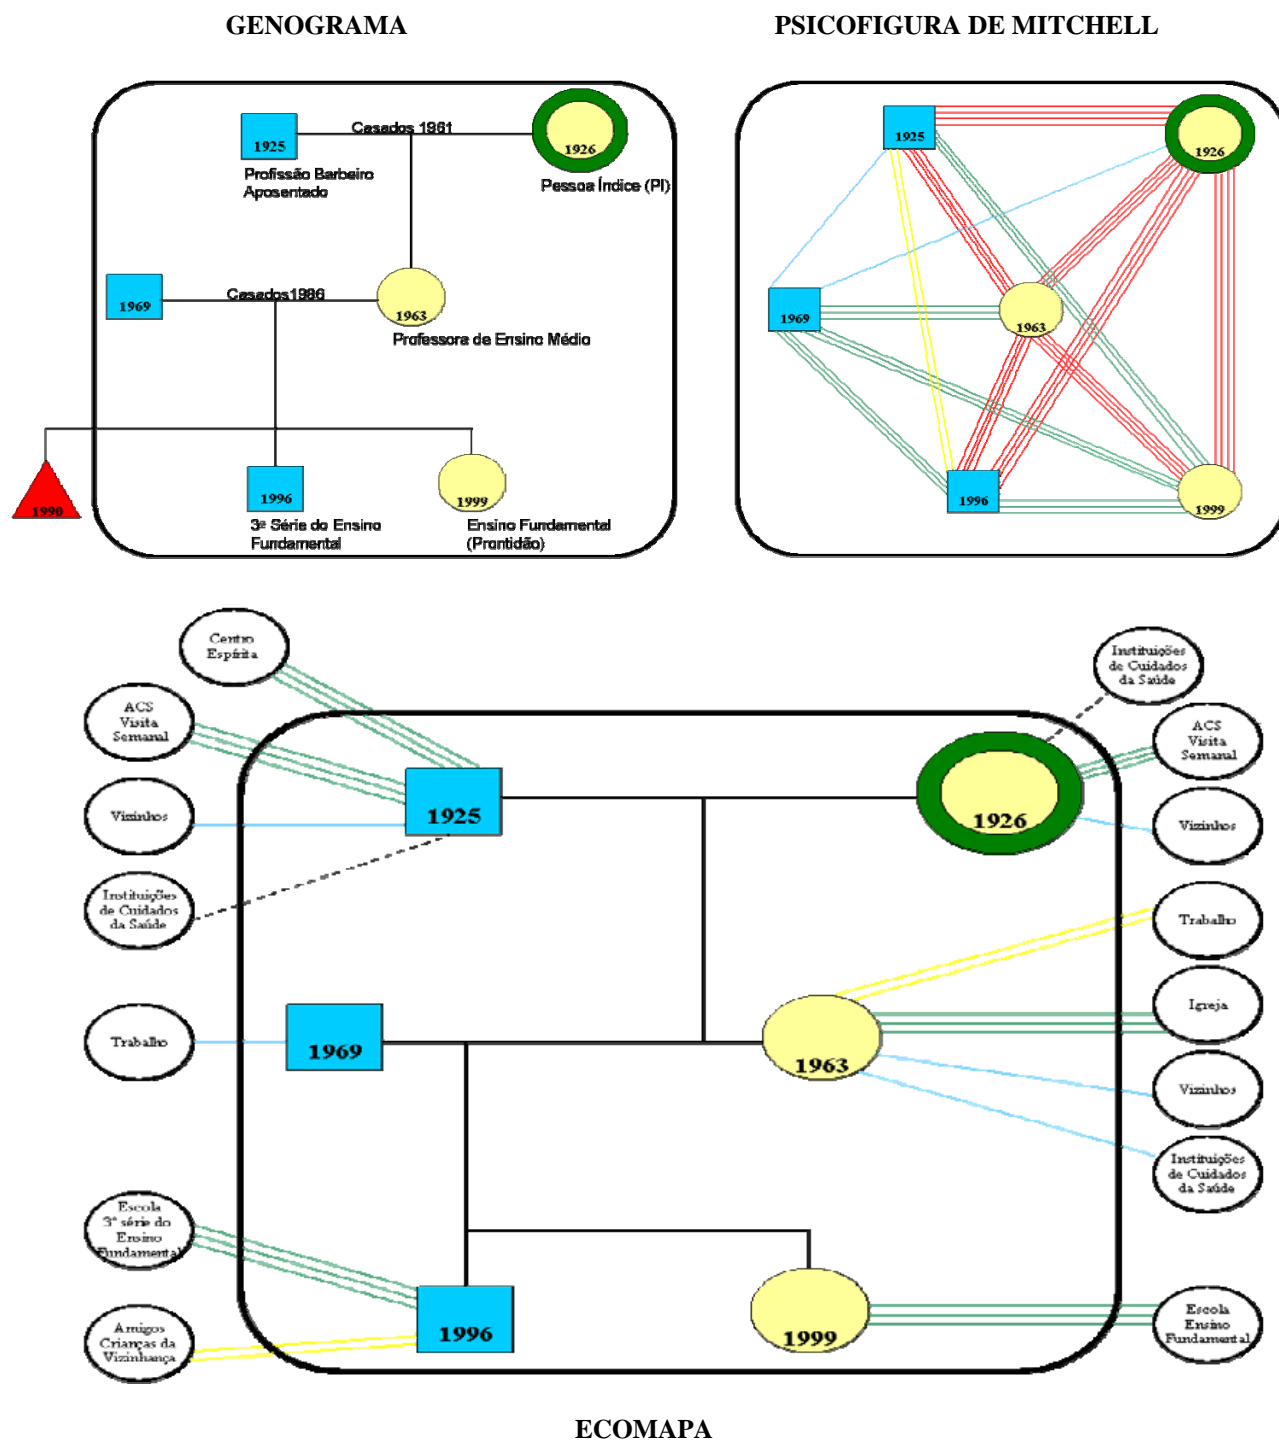 GENOGRAMA
PSICOFIGURA DE MITCHELL
Casados 1961
1925
1926
Profissão Barbeiro
Aposentado
Pessoa Índice (PI)
1969
Casados1986
1963
Professora de Ensino Médio
1990
1996
1999
3ª Série do Ensino
Fundamental
Ensino Fundamental
(Prontidão)
1925
1926
1969
1963
1996
1999
Centro
Espírita
Instituições
de Cuidados
da Saúde
ACS
Visita
Semanal
ACS
Visita
Semanal
1925
1926
Vizinhos
Vizinhos
Instituições
de Cuidados
da Saúde
Trabalho
Igreja
Trabalho
1969
1963
Vizinhos
Instituições
de Cuidados
da Saúde
Escola
3ª série do
Ensino
Fundamental
1996
1999
Amigos
Crianças da
Vizinhança
Escola
Ensino
Fundamental
ECOMAPA